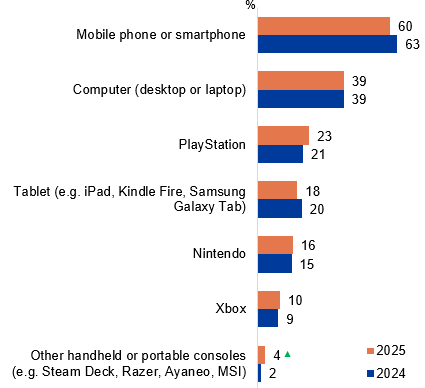 %
Mobile phone or smartphone
60
63
Computer (desktop or laptop)
39
39
PlayStation
23
21
Tablet (e.g. iPad, Kindle Fire, Samsung
Galaxy Tab)
18
20
Nintendo
16
15
Xbox
10
9
Other handheld or portable consoles
(e.g. Steam Deck, Razer, Ayaneo, MSI)
4 ▲
2
2025
2024